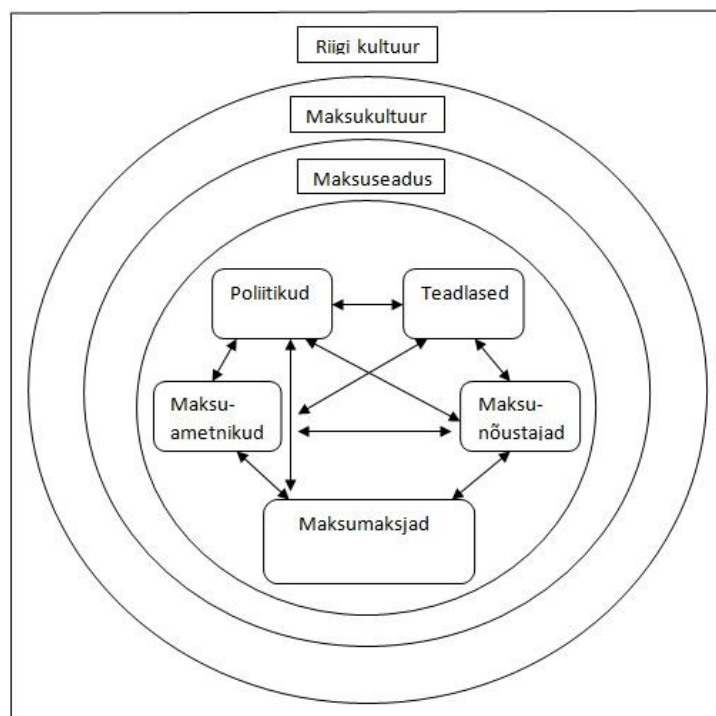 Riigi kultuur
Maksukultuur
Maksuseadus
Poliitikud
Teadlased
Maksu-
ametnikud
Maksu-
nõustajad
Maksumaksjad